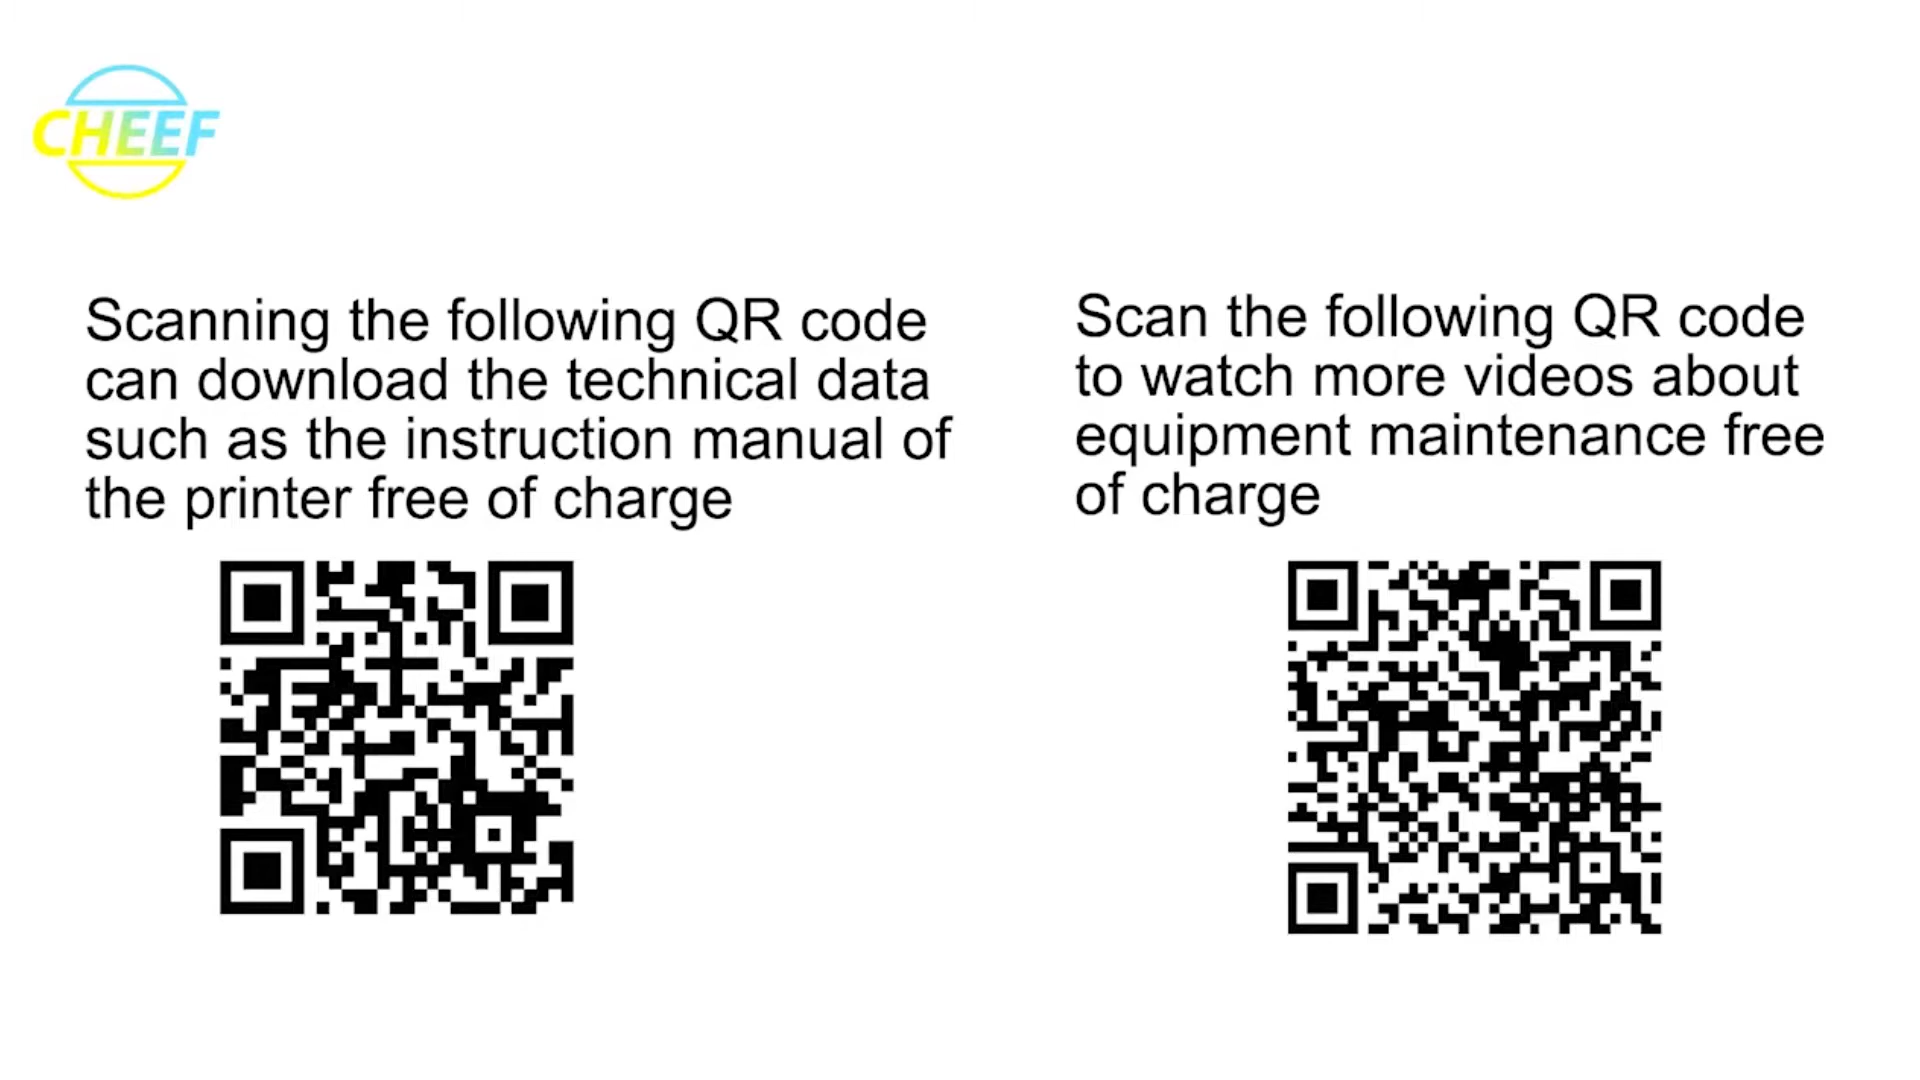 CHEEF
Scanning the following QR code
can download the technical data
such as the instruction manual of
the printer free of charge
Scan the following QR code
to watch more videos about
equipment maintenance free
of charge